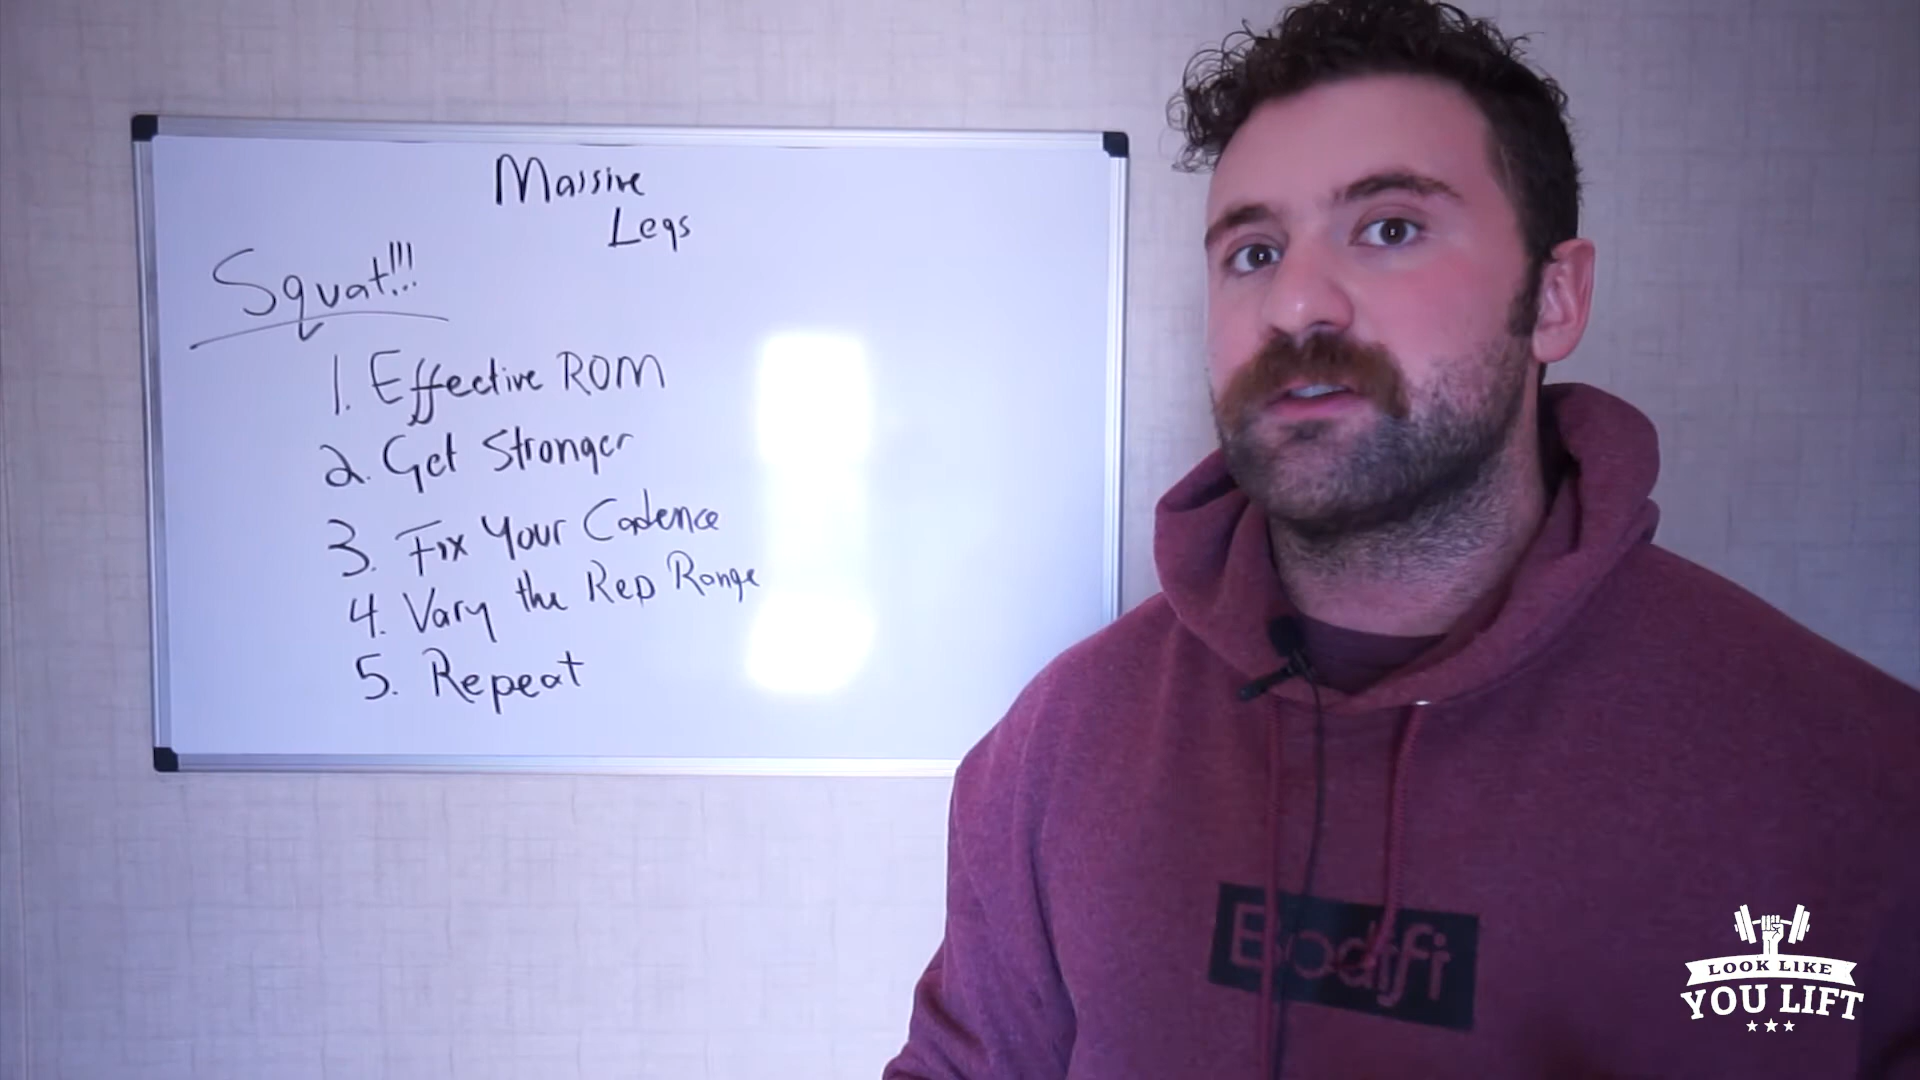 Massive
Legs
Squat!!!
1. Effective ROM
2. Get Stronger
3. Fix Your Cadence
4. Vary the Rep Range
5. Repeat
Bodifi
LOOK LIKE
YOU LIFT